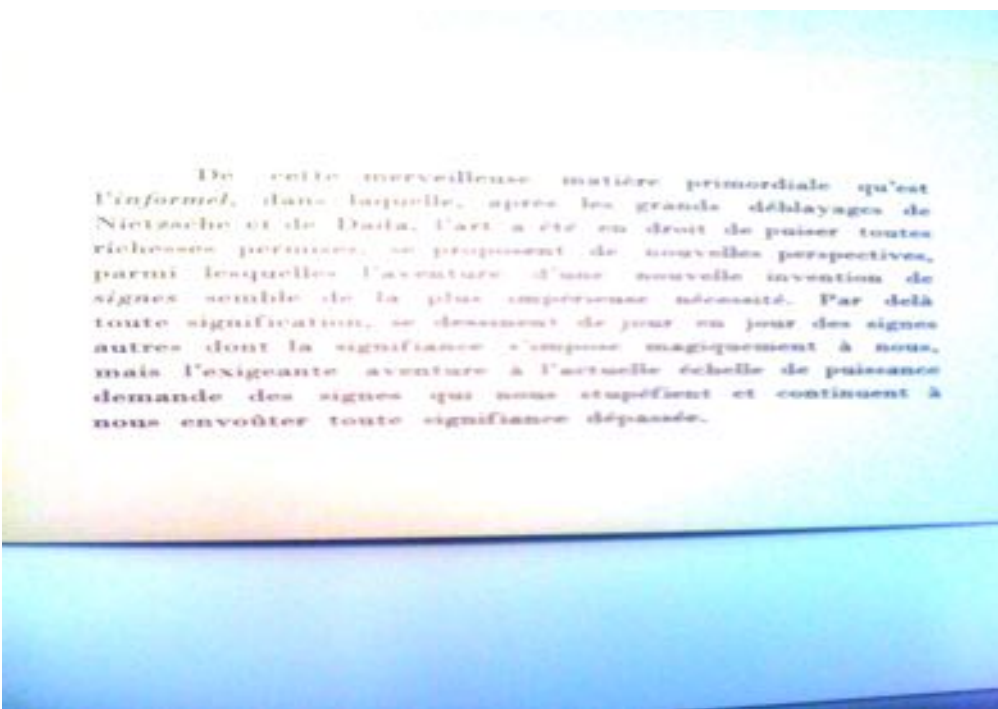 De cette merveilleuse matière primordiale qu'est
l'informel, dans laquelle, après les grands déblayages de
Nietzsche et de Dada, l'art a été en droit de puiser toutes
richesses permises, se proposent de nouvelles perspectives,
parmi lesquelles l'aventure d'une nouvelle invention de
signes semble de la plus impérieuse nécessité. Par delà
toute signification, se dessinent de jour en jour des signes
autres dont la signifiance s'impose magiquement à nous,
mais l'exigeante aventure à l'actuelle échelle de puissance
demande des signes qui nous stupéfient et continuent à
nous envoûter toute signifiance dépassée.